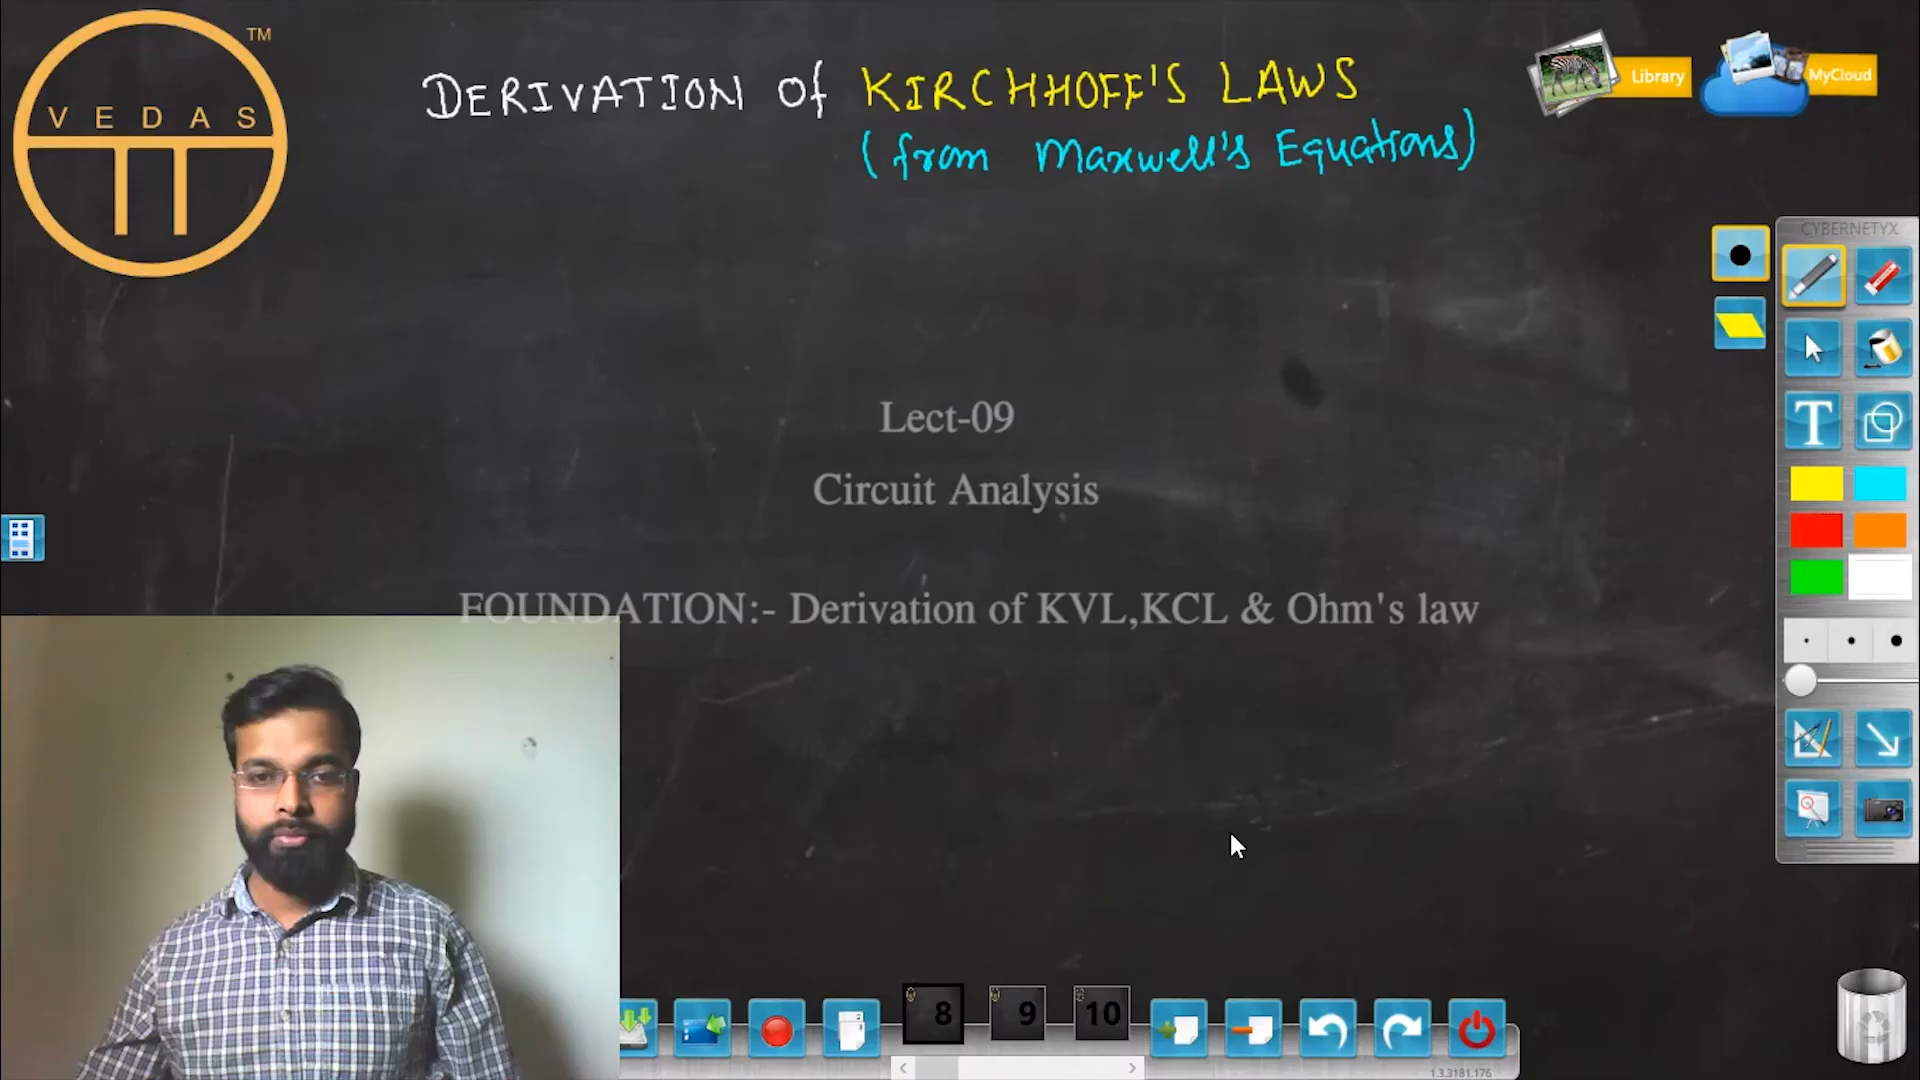 TM
VEDAS
DERIVATION Of KIRCHHOFF'S LAWS
(from Maxwell's Equations)
Library
MyCloud
CYBERNETYX
T
Lect-09
Circuit Analysis
FOUNDATION:- Derivation of KVL,KCL & Ohm's law
8
9
10
1.3.3181.176